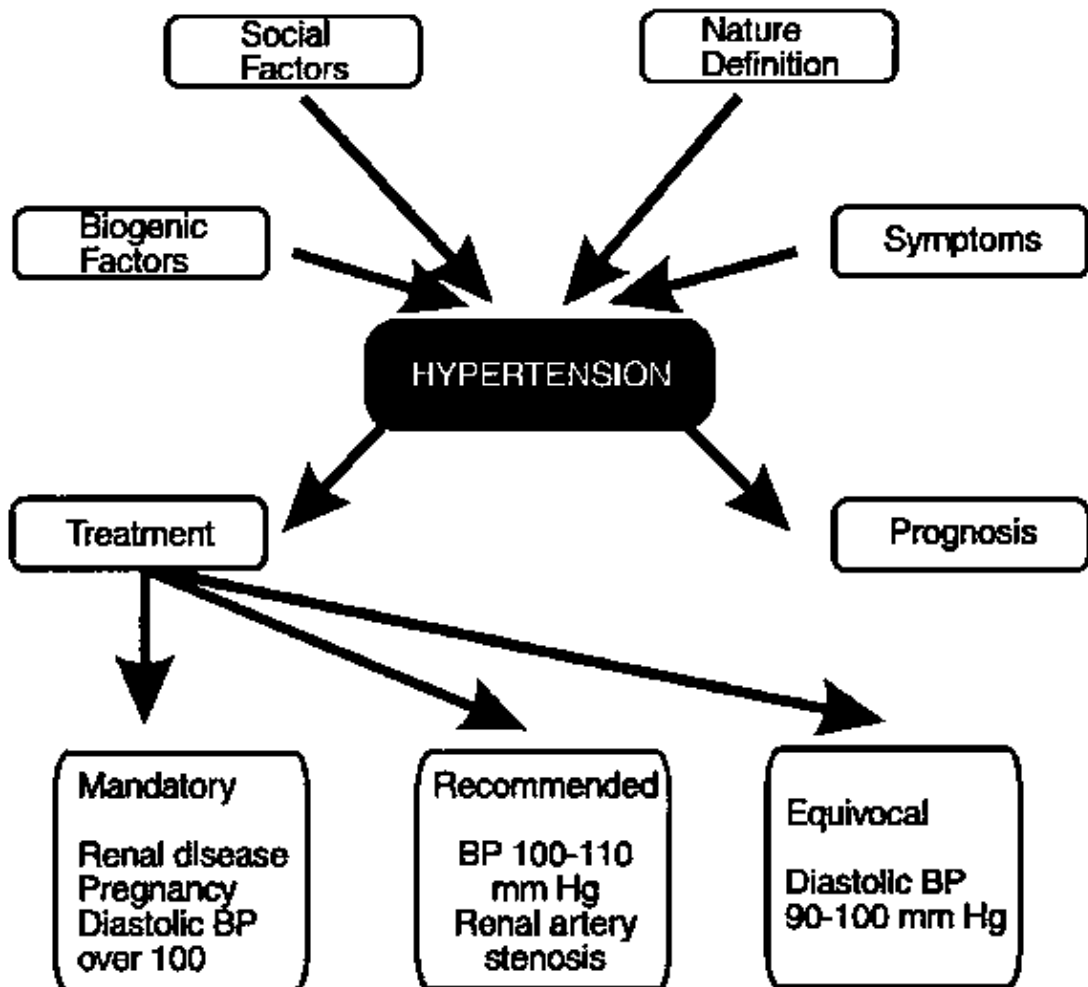 Social
Factors
Nature
Definition
Biogenic
Factors
Symptoms
HYPERTENSION
Treatment
Prognosis
Mandatory
Renal disease
Pregnancy
Diastolic BP
over 100
Recommended
BP 100-110
mm Hg
Renal artery
stenosis
Equivocal
Diastolic BP
90-100 mm Hg